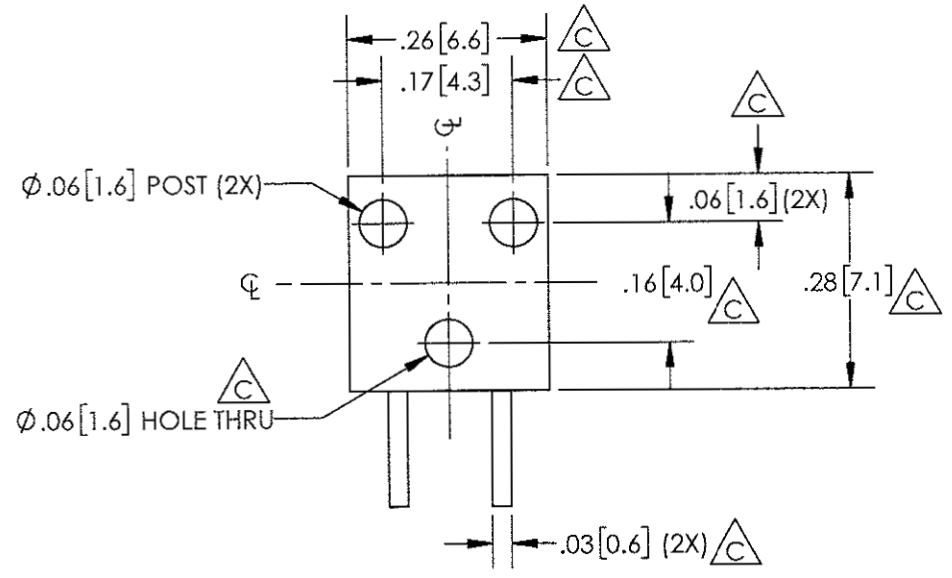 .26[6.6] C
.17[4.3] C
C
℄
Ø.06[1.6] POST (2X)
.06[1.6](2X)
℄
.16[4.0] C
.28[7.1] C
C
Ø.06[1.6] HOLE THRU
.03[0.6] (2X) C